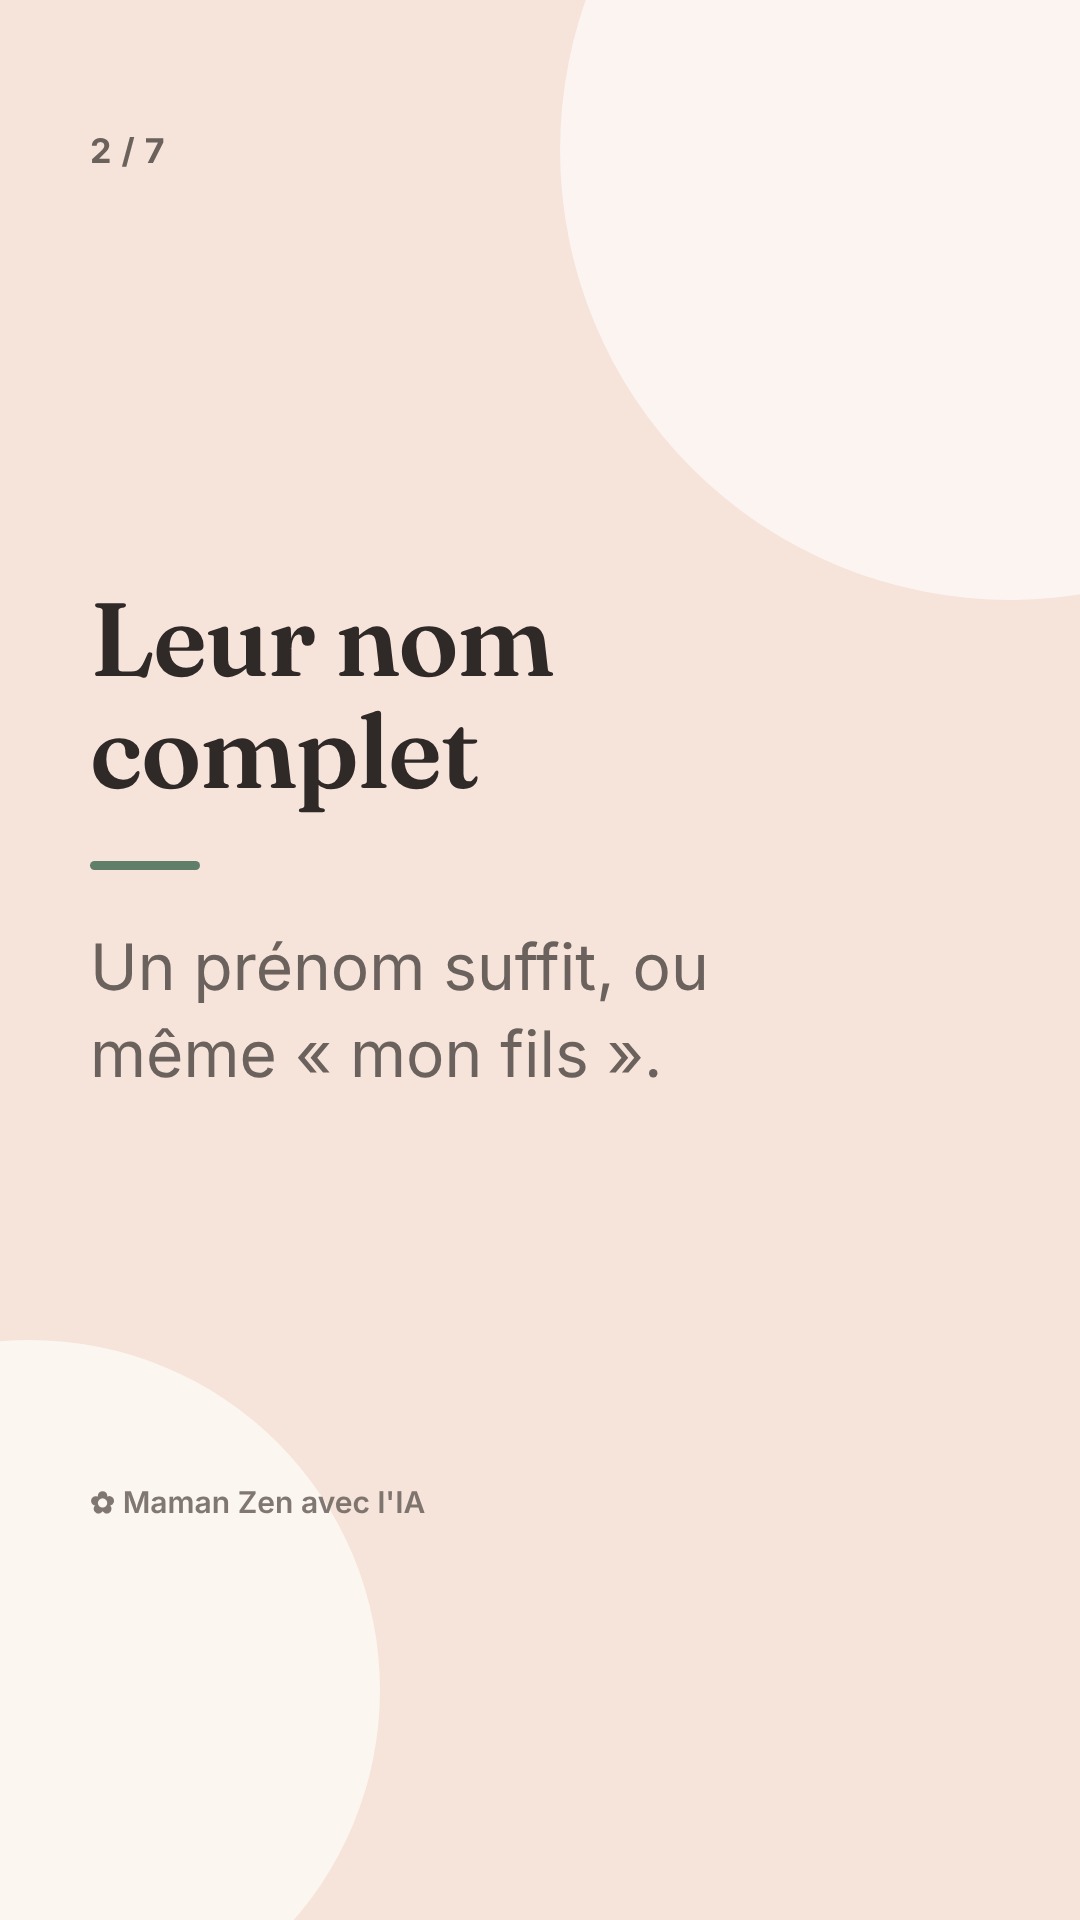 2 / 7
Leur nom
complet
Un prénom suffit, ou
même « mon fils ».
✿ Maman Zen avec l'IA